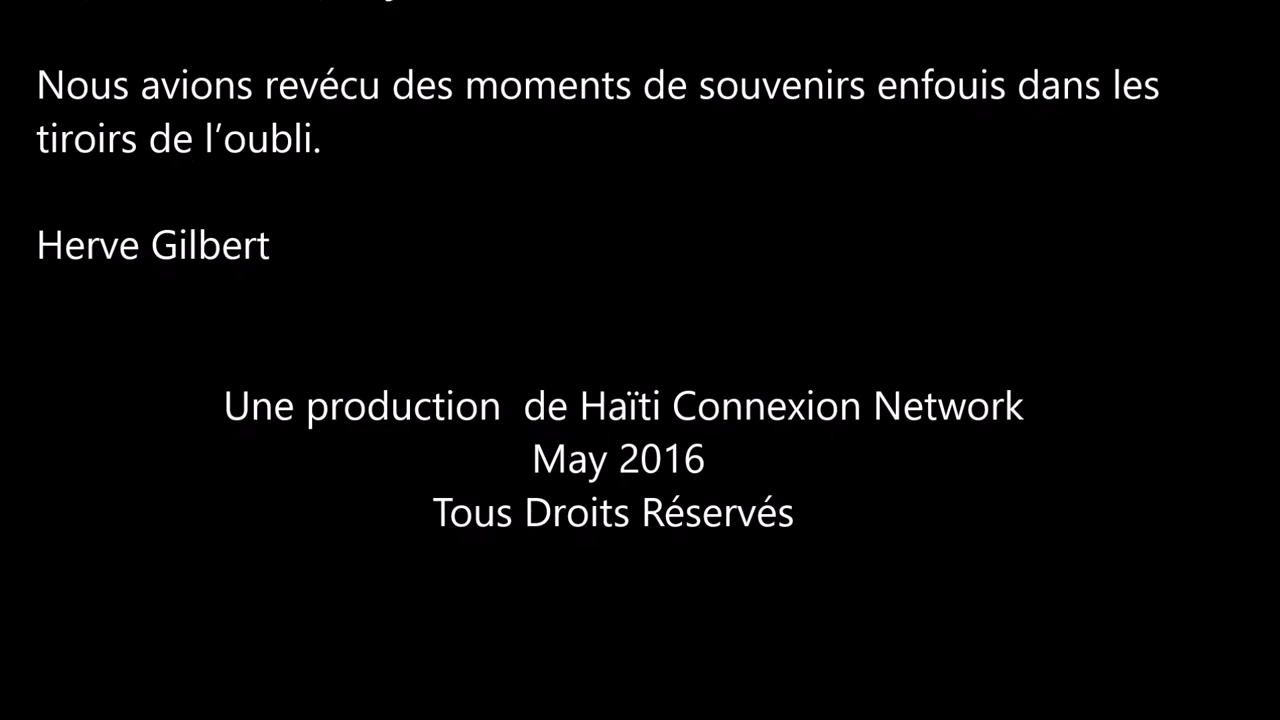 Nous avions revécu des moments de souvenirs enfouis dans les
tiroirs de l’oubli.
Herve Gilbert
Une production  de Haïti Connexion Network
May 2016
Tous Droits Réservés